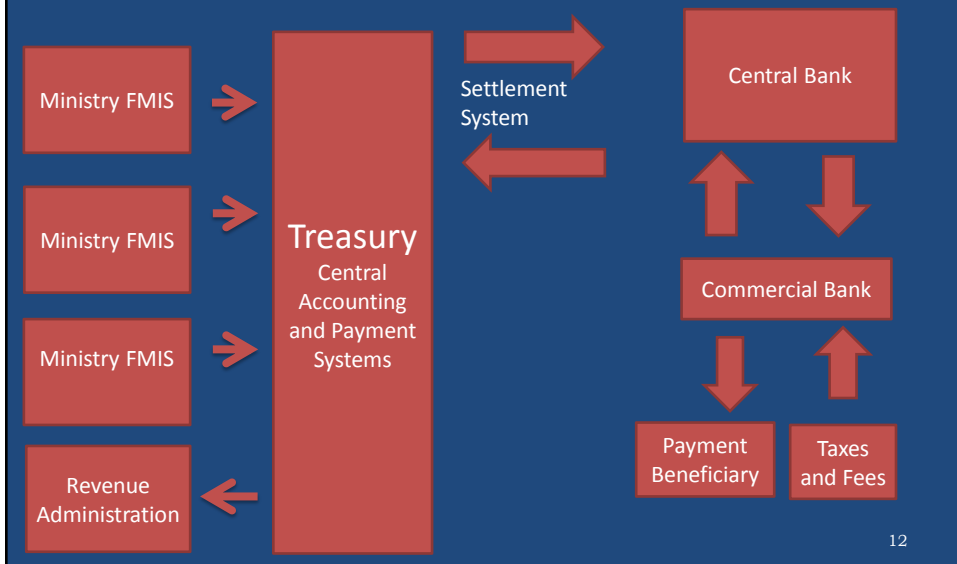 Ministry FMIS
Ministry FMIS
Ministry FMIS
Revenue
Administration
Treasury
Central
Accounting
and Payment
Systems
Settlement
System
Central Bank
Commercial Bank
Payment
Beneficiary
Taxes
and Fees
12